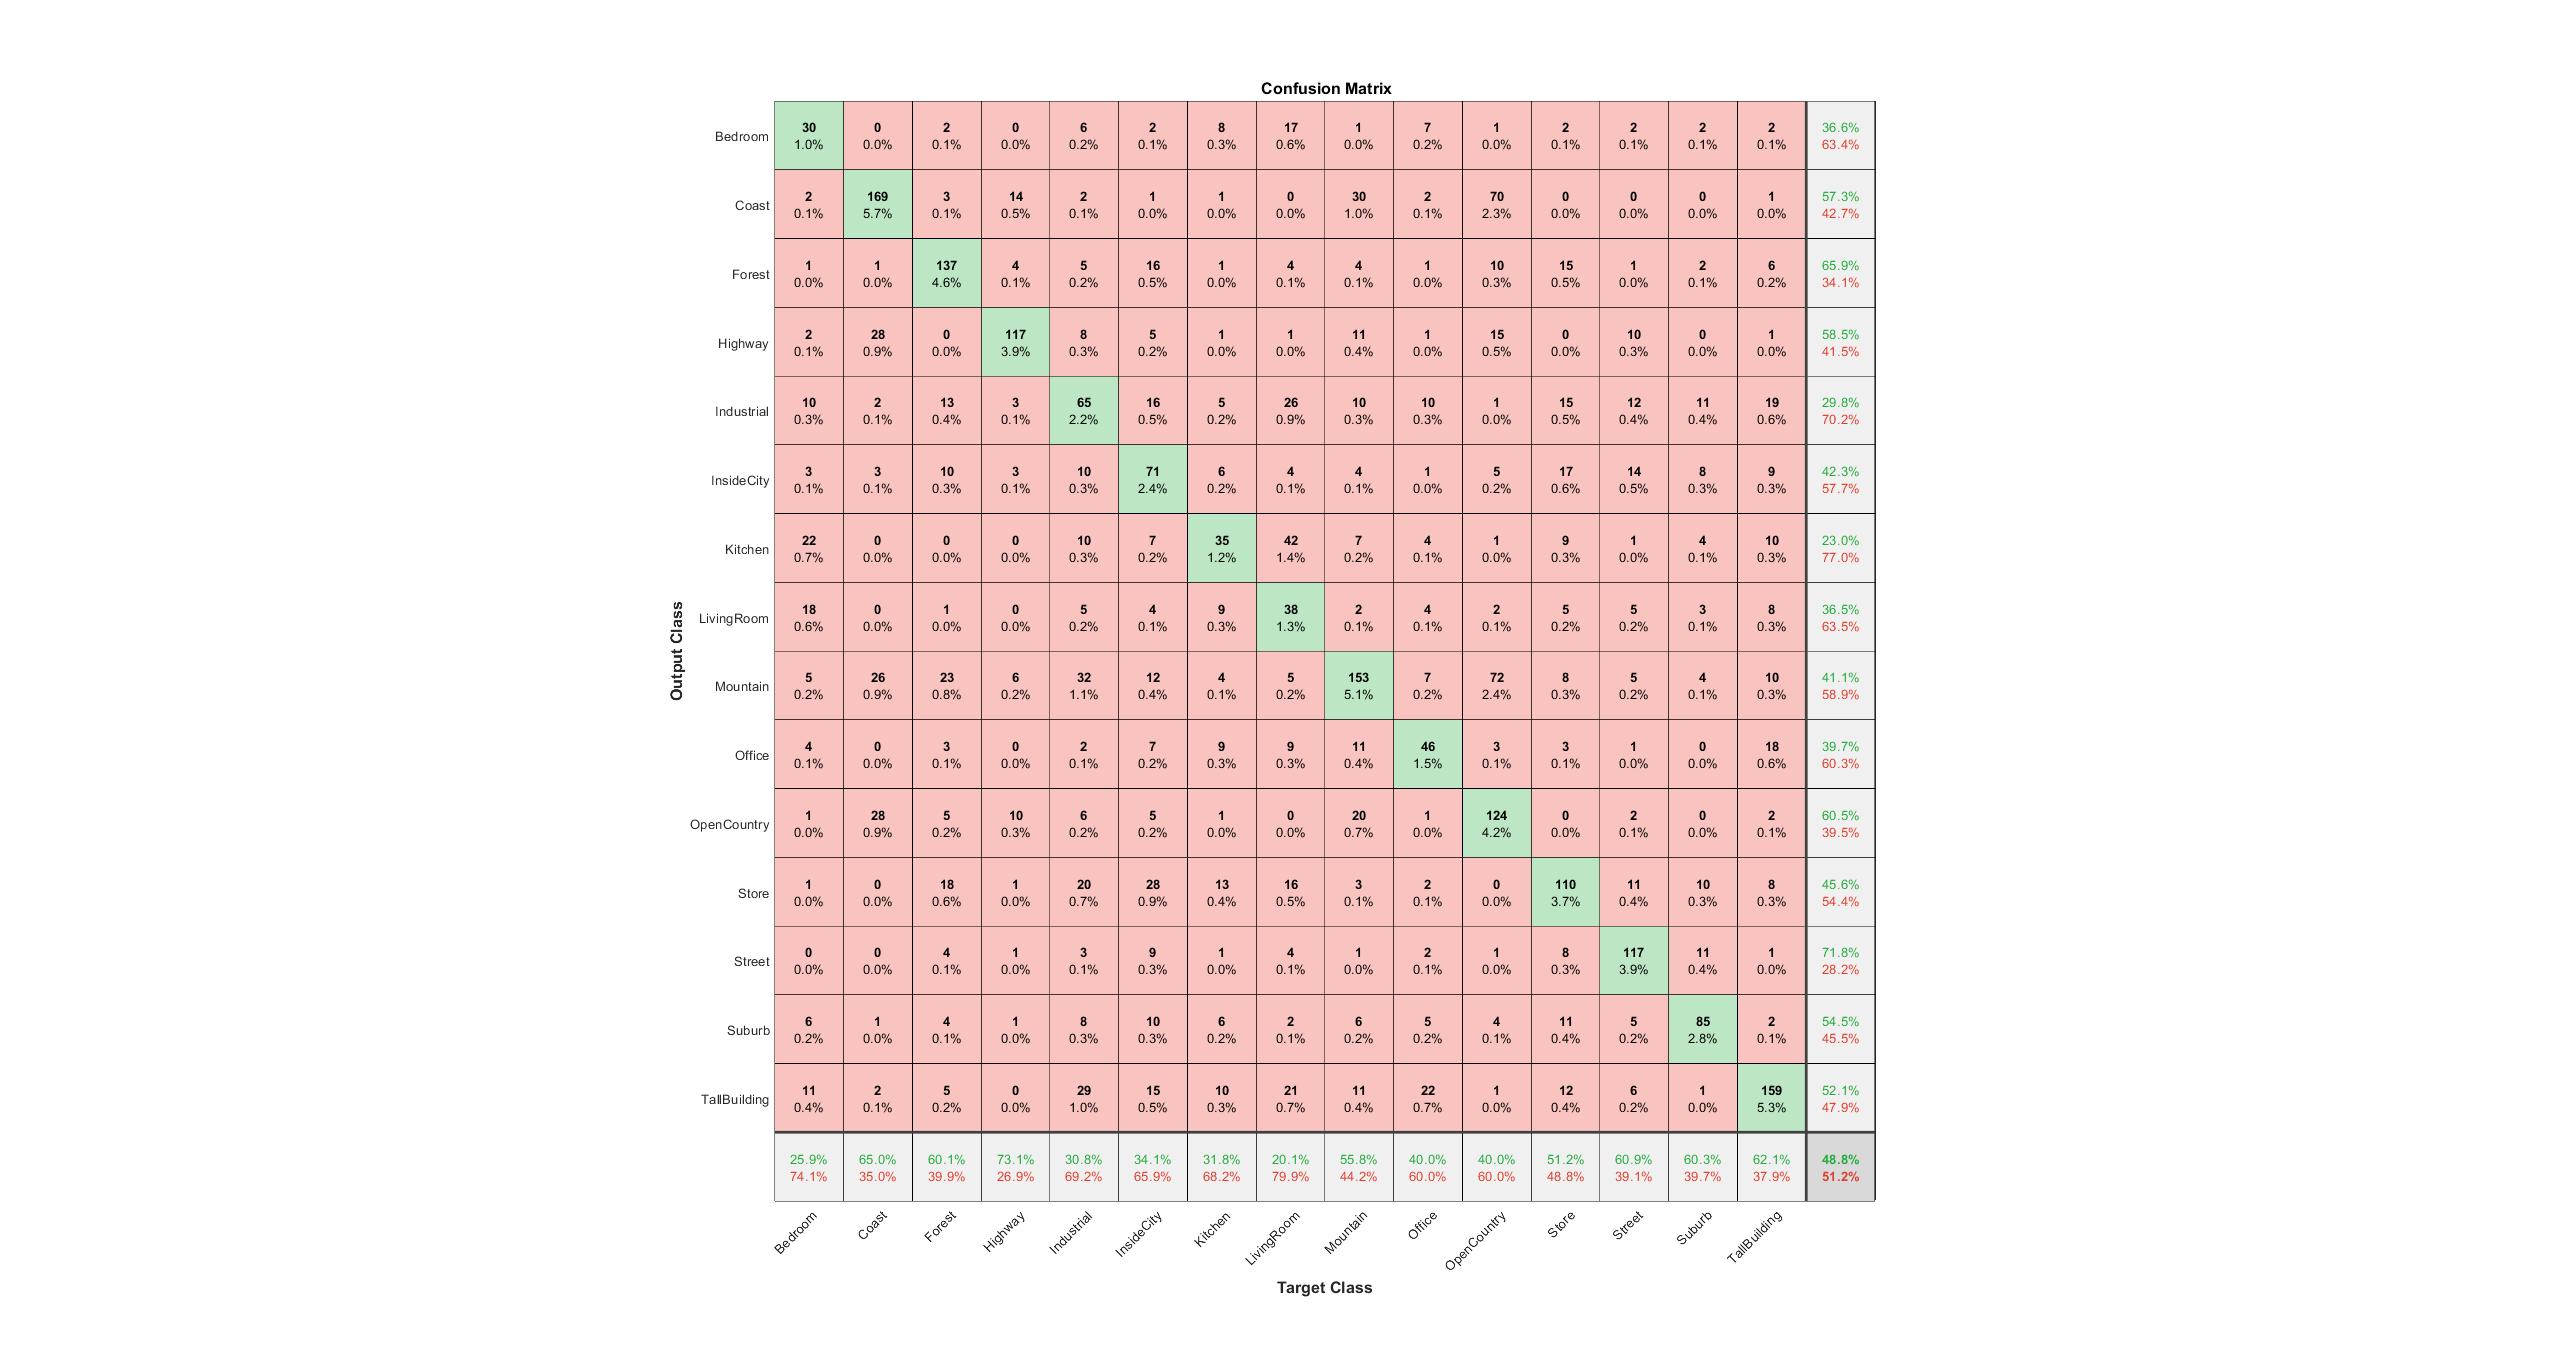 Confusion Matrix
Bedroom 30 0 2 0 6 2 8 17 1 7 1 2 2 2 2 36.6%
1.0% 0.0% 0.1% 0.0% 0.2% 0.1% 0.3% 0.6% 0.0% 0.2% 0.0% 0.1% 0.1% 0.1% 0.1% 63.4%
Coast 2 169 3 14 2 1 1 0 30 2 70 0 0 0 1 57.3%
0.1% 5.7% 0.1% 0.5% 0.1% 0.0% 0.0% 0.0% 1.0% 0.1% 2.3% 0.0% 0.0% 0.0% 0.0% 42.7%
Forest 1 1 137 4 5 16 1 4 4 1 10 15 1 2 6 65.9%
0.0% 0.0% 4.6% 0.1% 0.2% 0.5% 0.0% 0.1% 0.1% 0.0% 0.3% 0.5% 0.0% 0.1% 0.2% 34.1%
Highway 2 28 0 117 8 5 1 1 11 1 15 0 10 0 1 58.5%
0.1% 0.9% 0.0% 3.9% 0.3% 0.2% 0.0% 0.0% 0.4% 0.0% 0.5% 0.0% 0.3% 0.0% 0.0% 41.5%
Industrial 10 2 13 3 65 16 5 26 10 10 1 15 12 11 19 29.8%
0.3% 0.1% 0.4% 0.1% 2.2% 0.5% 0.2% 0.9% 0.3% 0.3% 0.0% 0.5% 0.4% 0.4% 0.6% 70.2%
InsideCity 3 3 10 3 10 71 6 4 4 1 5 17 14 8 9 42.3%
0.1% 0.1% 0.3% 0.1% 0.3% 2.4% 0.2% 0.1% 0.1% 0.0% 0.2% 0.6% 0.5% 0.3% 0.3% 57.7%
Kitchen 22 0 0 0 10 7 35 42 7 4 1 9 1 4 10 23.0%
0.7% 0.0% 0.0% 0.0% 0.3% 0.2% 1.2% 1.4% 0.2% 0.1% 0.0% 0.3% 0.0% 0.1% 0.3% 77.0%
LivingRoom 18 0 1 0 5 4 9 38 2 4 2 5 5 3 8 36.5%
0.6% 0.0% 0.0% 0.0% 0.2% 0.1% 0.3% 1.3% 0.1% 0.1% 0.1% 0.2% 0.2% 0.1% 0.3% 63.5%
Output Class
Mountain 5 26 23 6 32 12 4 5 153 7 72 8 5 4 10 41.1%
0.2% 0.9% 0.8% 0.2% 1.1% 0.4% 0.1% 0.2% 5.1% 0.2% 2.4% 0.3% 0.2% 0.1% 0.3% 58.9%
Office 4 0 3 0 2 7 9 9 11 46 3 3 1 0 18 39.7%
0.1% 0.0% 0.1% 0.0% 0.1% 0.2% 0.3% 0.3% 0.4% 1.5% 0.1% 0.1% 0.0% 0.0% 0.6% 60.3%
OpenCountry 1 28 5 10 6 5 1 0 20 1 124 0 2 0 2 60.5%
0.0% 0.9% 0.2% 0.3% 0.2% 0.2% 0.0% 0.0% 0.7% 0.0% 4.2% 0.0% 0.1% 0.0% 0.1% 39.5%
Store 1 0 18 1 20 28 13 16 3 2 0 110 11 10 8 45.6%
0.0% 0.0% 0.6% 0.0% 0.7% 0.9% 0.4% 0.5% 0.1% 0.1% 0.0% 3.7% 0.4% 0.3% 0.3% 54.4%
Street 0 0 4 1 3 9 1 4 1 2 1 8 117 11 1 71.8%
0.0% 0.0% 0.1% 0.0% 0.1% 0.3% 0.0% 0.1% 0.0% 0.1% 0.0% 0.3% 3.9% 0.4% 0.0% 28.2%
Suburb 6 1 4 1 8 10 6 2 6 5 4 11 5 85 2 54.5%
0.2% 0.0% 0.1% 0.0% 0.3% 0.3% 0.2% 0.1% 0.2% 0.2% 0.1% 0.4% 0.2% 2.8% 0.1% 45.5%
TallBuilding 11 2 5 0 29 15 10 21 11 22 1 12 6 1 159 52.1%
0.4% 0.1% 0.2% 0.0% 1.0% 0.5% 0.3% 0.7% 0.4% 0.7% 0.0% 0.4% 0.2% 0.0% 5.3% 47.9%
25.9% 65.0% 60.1% 73.1% 30.8% 34.1% 31.8% 20.1% 55.8% 40.0% 40.0% 51.2% 60.9% 60.3% 62.1% 48.8%
74.1% 35.0% 39.9% 26.9% 69.2% 65.9% 68.2% 79.9% 44.2% 60.0% 60.0% 48.8% 39.1% 39.7% 37.9% 51.2%
Bedroom Coast Forest Highway Industrial InsideCity Kitchen LivingRoom Mountain Office OpenCountry Store Street Suburb TallBuilding
Target Class